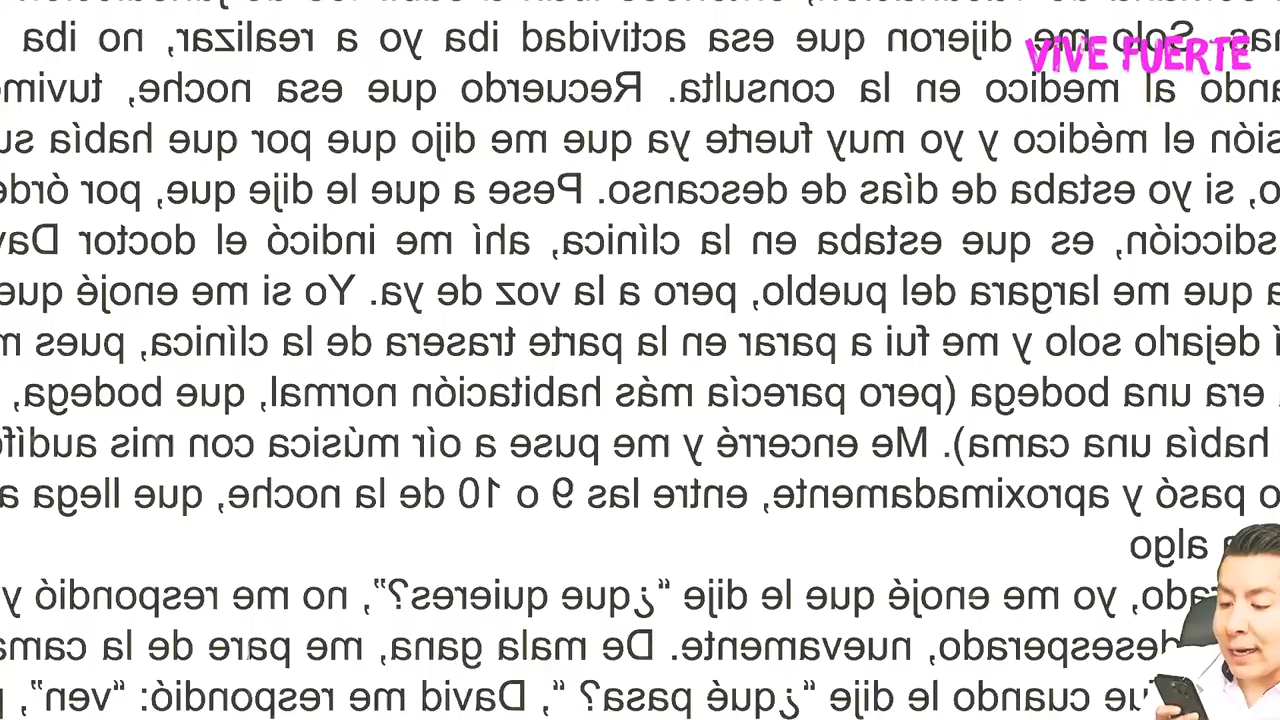 VIVE FUERTE
Solo me dijeron que esa actividad iba yo a realizar, no iba
ando al médico en la consulta. Recuerdo que esa noche, tuvim
sión el médico y yo muy fuerte ya que me dijo que por que había su
o, si yo estaba de días de descanso. Pese a que le dije que, por órde
sdicción, es que estaba en la clínica, ahí me indicó el doctor Dav
a que me largara del pueblo, pero a la voz de ya. Yo si me enojé que
í dejarlo solo y me fui a parar en la parte trasera de la clínica, pues m
era una bodega (pero parecía más habitación normal, que bodega,
había una cama). Me encerré y me puse a oír música con mis audífo
o pasó y aproximadamente, entre las 9 o 10 de la noche, que llega a
algo
rado, yo me enojé que le dije “¿que quieres?”, no me respondió y
desesperado, nuevamente. De mala gana, me pare de la cama
ue cuando le dije “¿qué pasa? “, David me respondió: “ven”, p